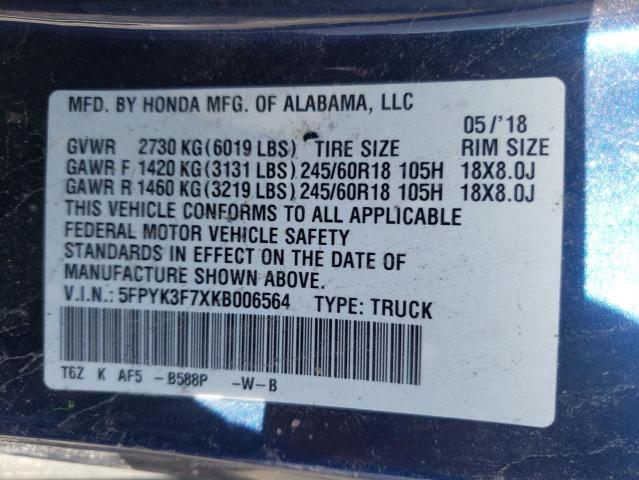 MFD. BY HONDA MFG. OF ALABAMA, LLC
05/'18
GVWR 2730 KG (6019 LBS) TIRE SIZE RIM SIZE
GAWR F 1420 KG (3131 LBS) 245/60R18 105H 18X8.0J
GAWR R 1460 KG (3219 LBS) 245/60R18 105H 18X8.0J
THIS VEHICLE CONFORMS TO ALL APPLICABLE
FEDERAL MOTOR VEHICLE SAFETY
STANDARDS IN EFFECT ON THE DATE OF
MANUFACTURE SHOWN ABOVE.
V.I.N.: 5FPYK3F7XKB006564 TYPE: TRUCK
T6Z K AF5 -B588P -W-B